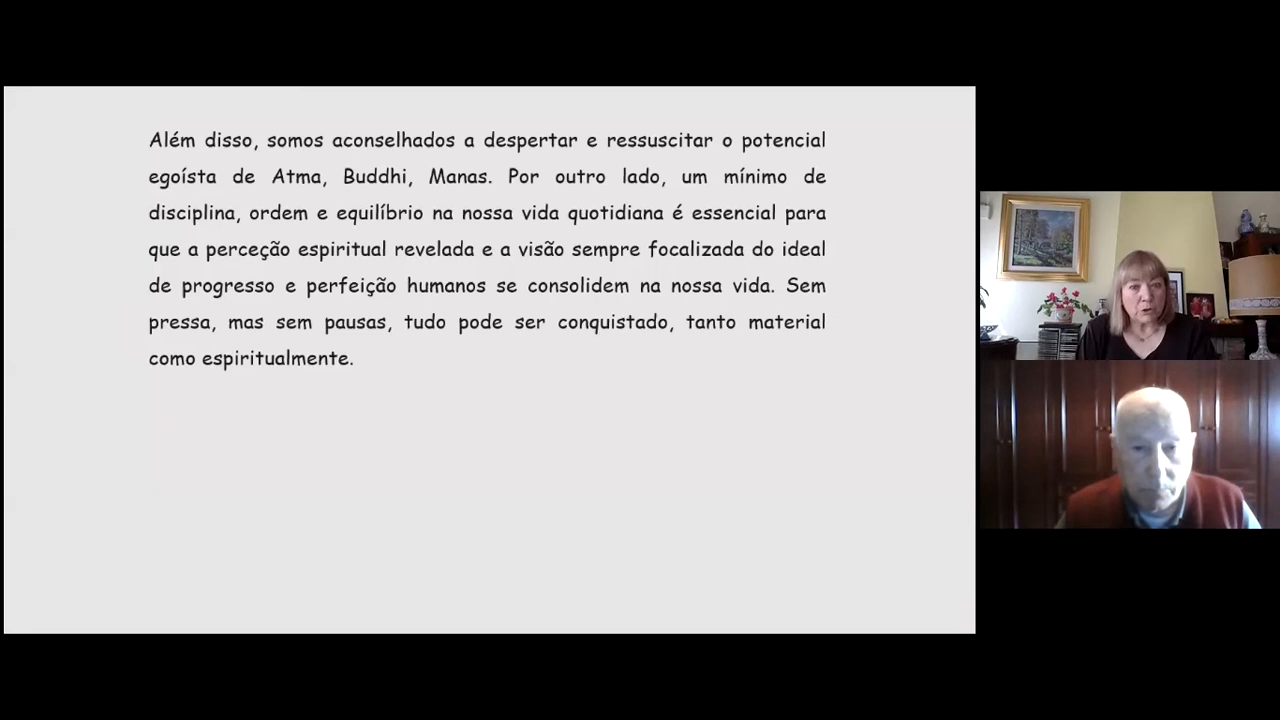 Além disso, somos aconselhados a despertar e ressuscitar o potencial
egoísta de Atma, Buddhi, Manas. Por outro lado, um mínimo de
disciplina, ordem e equilíbrio na nossa vida quotidiana é essencial para
que a perceção espiritual revelada e a visão sempre focalizada do ideal
de progresso e perfeição humanos se consolidem na nossa vida. Sem
pressa, mas sem pausas, tudo pode ser conquistado, tanto material
como espiritualmente.